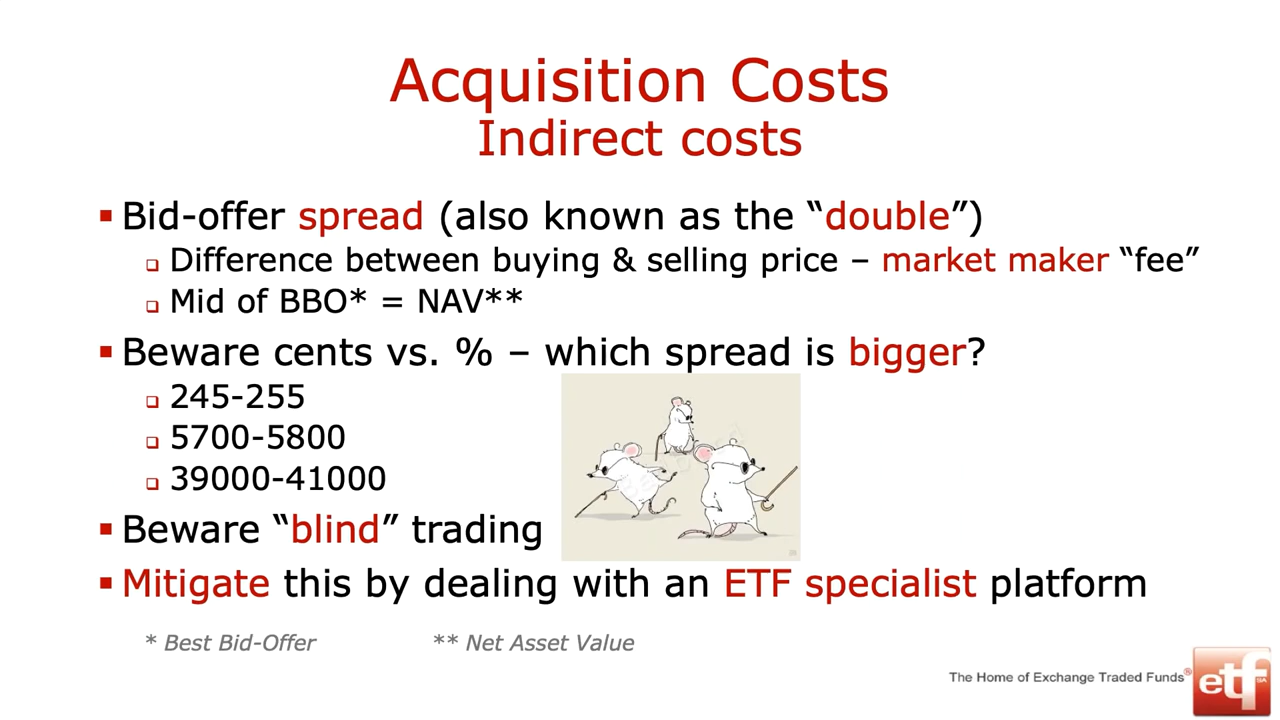 Acquisition Costs
Indirect costs
Bid-offer spread (also known as the “double”)
Difference between buying & selling price – market maker “fee”
Mid of BBO* = NAV**
Beware cents vs. % – which spread is bigger?
245-255
5700-5800
39000-41000
Beware “blind” trading
Mitigate this by dealing with an ETF specialist platform
* Best Bid-Offer
** Net Asset Value
The Home of Exchange Traded Funds®
etf
SA